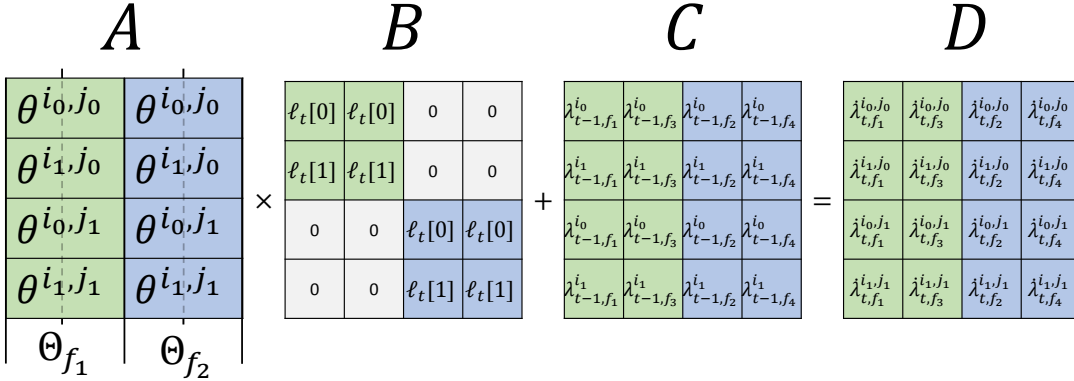 A B C D
θ^{i_0,j_0} θ^{i_0,j_0} ℓ_t[0] ℓ_t[0] 0 0 λ^{i_0}_{t−1,f_1} λ^{i_0}_{t−1,f_3} λ^{i_0}_{t−1,f_2} λ^{i_0}_{t−1,f_4} λ̇^{i_0,j_0}_{t,f_1} λ̇^{i_0,j_0}_{t,f_3} λ̇^{i_0,j_0}_{t,f_2} λ̇^{i_0,j_0}_{t,f_4}
θ^{i_1,j_0} θ^{i_1,j_0} ℓ_t[1] ℓ_t[1] 0 0 λ^{i_1}_{t−1,f_1} λ^{i_1}_{t−1,f_3} λ^{i_1}_{t−1,f_2} λ^{i_1}_{t−1,f_4} λ̇^{i_1,j_0}_{t,f_1} λ̇^{i_1,j_0}_{t,f_3} λ̇^{i_1,j_0}_{t,f_2} λ̇^{i_1,j_0}_{t,f_4}
× + =
θ^{i_0,j_1} θ^{i_0,j_1} 0 0 ℓ_t[0] ℓ_t[0] λ^{i_0}_{t−1,f_1} λ^{i_0}_{t−1,f_3} λ^{i_0}_{t−1,f_2} λ^{i_0}_{t−1,f_4} λ̇^{i_0,j_1}_{t,f_1} λ̇^{i_0,j_1}_{t,f_3} λ̇^{i_0,j_1}_{t,f_2} λ̇^{i_0,j_1}_{t,f_4}
θ^{i_1,j_1} θ^{i_1,j_1} 0 0 ℓ_t[1] ℓ_t[1] λ^{i_1}_{t−1,f_1} λ^{i_1}_{t−1,f_3} λ^{i_1}_{t−1,f_2} λ^{i_1}_{t−1,f_4} λ̇^{i_1,j_1}_{t,f_1} λ̇^{i_1,j_1}_{t,f_3} λ̇^{i_1,j_1}_{t,f_2} λ̇^{i_1,j_1}_{t,f_4}
Θ_{f_1} Θ_{f_2}